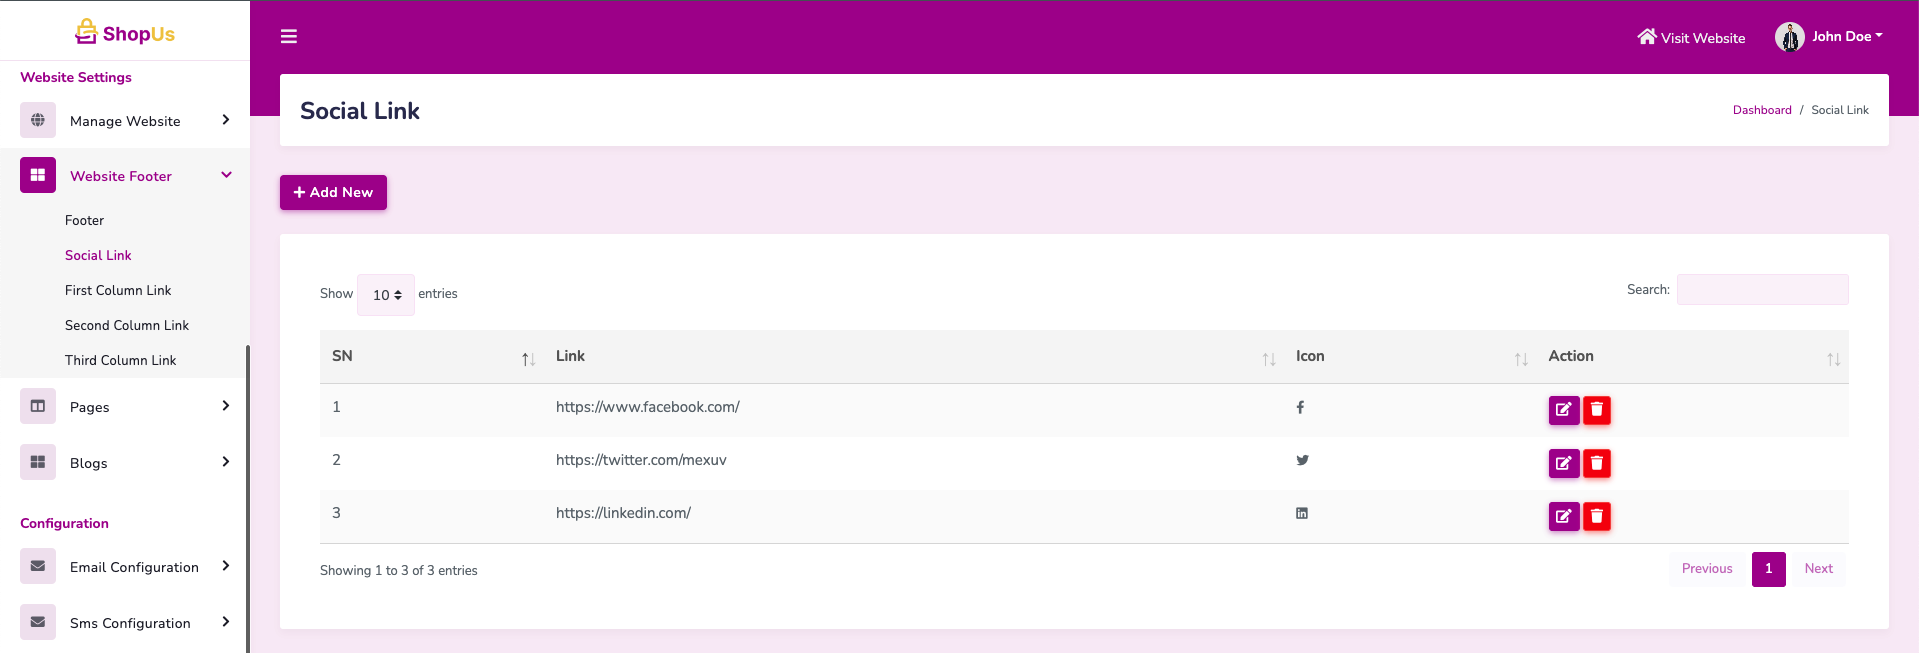 ShopUs
Visit Website
John Doe
Website Settings
Manage Website
Website Footer
Footer
Social Link
First Column Link
Second Column Link
Third Column Link
Pages
Blogs
Configuration
Email Configuration
Sms Configuration
Social Link
Dashboard / Social Link
+ Add New
Show 10 entries
Search:
SN Link Icon Action
1 https://www.facebook.com/
2 https://twitter.com/mexuv
3 https://linkedin.com/
Showing 1 to 3 of 3 entries
Previous 1 Next